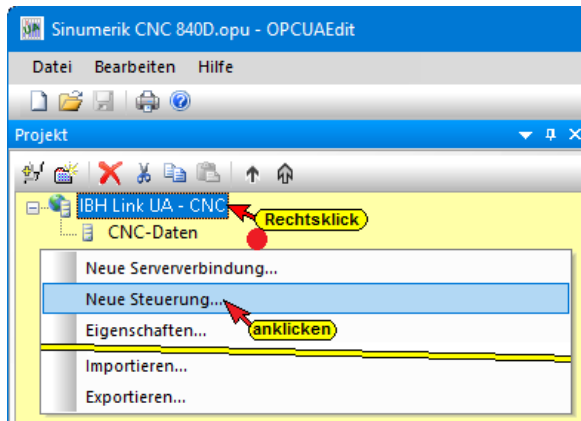 Sinumerik CNC 840D.opu - OPCUAEdit
Datei Bearbeiten Hilfe
Projekt
IBH Link UA - CNC
Rechtsklick
CNC-Daten
Neue Serververbindung...
Neue Steuerung...
Eigenschaften...
anklicken
Importieren...
Exportieren...